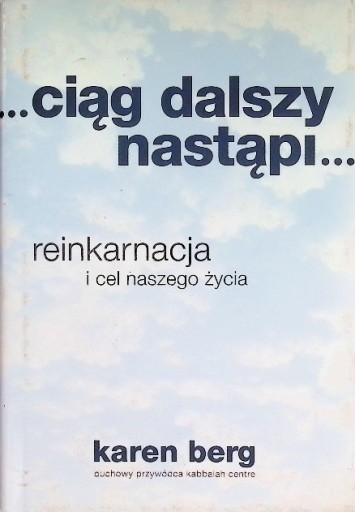 ...ciąg dalszy
nastąpi...
reinkarnacja
i cel naszego życia
karen berg
duchowy przywódca kabbalah centre